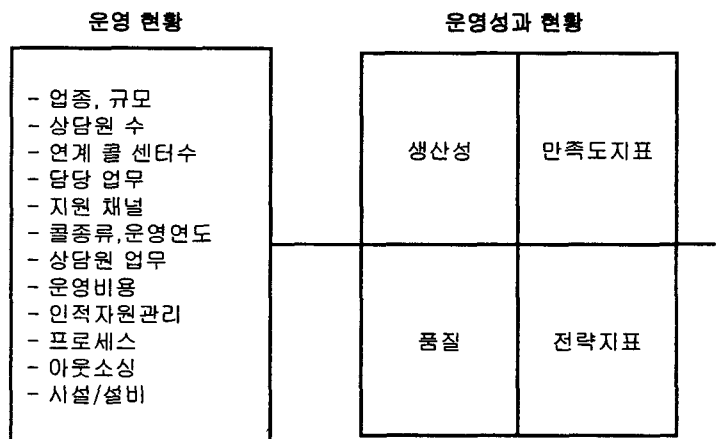 운영 현황
- 업종, 규모
- 상담원 수
- 연계 콜 센터수
- 담당 업무
- 지원 채널
- 콜종류,운영연도
- 상담원 업무
- 운영비용
- 인적자원관리
- 프로세스
- 아웃소싱
- 시설/설비
운영성과 현황
생산성
만족도지표
품질
전략지표